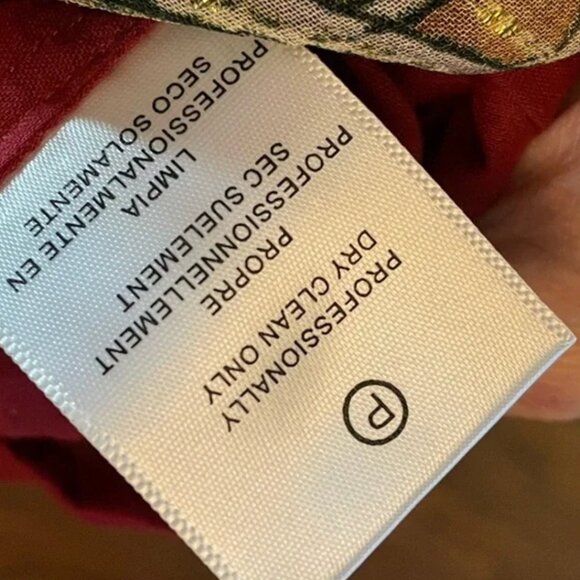 P
PROFESSIONALLY
DRY CLEAN ONLY
PROPRE
PROFESSIONNELLEMENT
SEC SUELEMENT
LIMPIA
PROFESSIONALMENTE EN
SECO SOLAMENTE